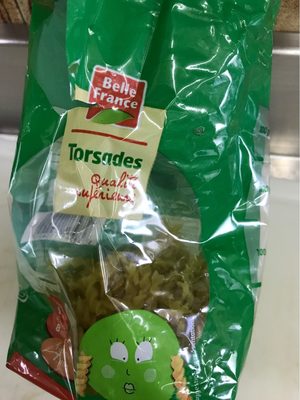 Belle
France
Torsades
Qualité
supérieure